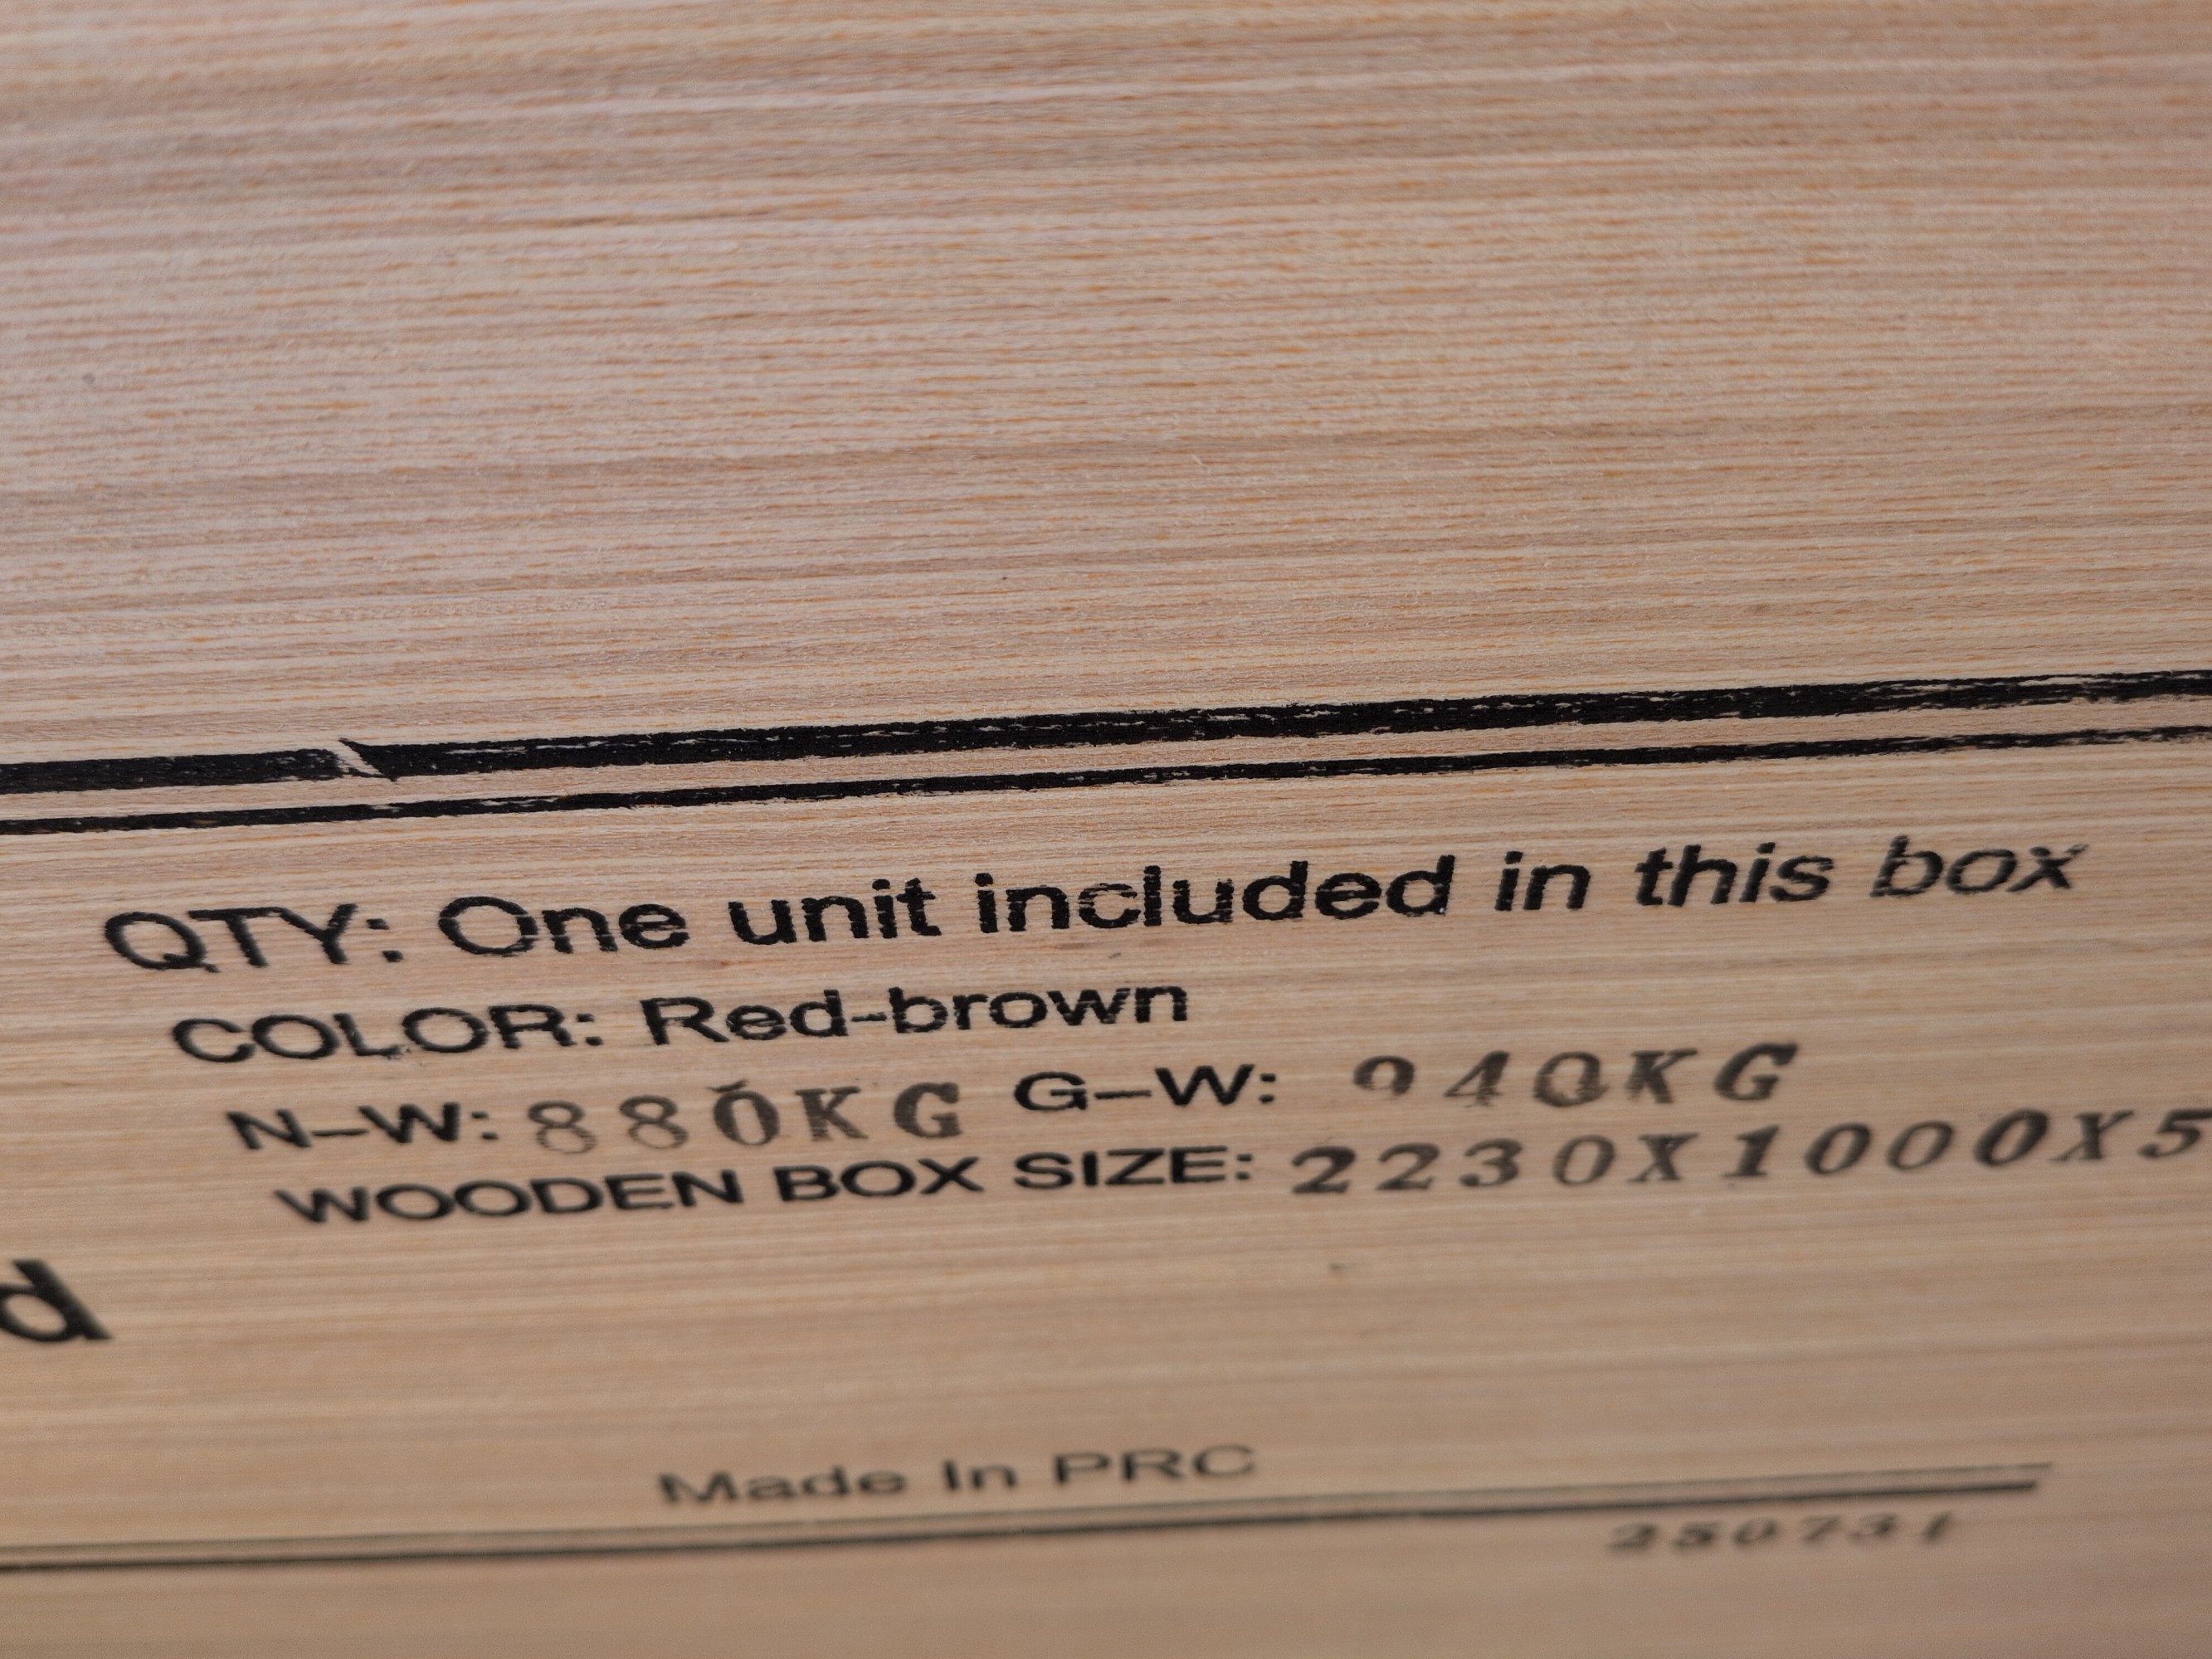 QTY: One unit included in this box
COLOR: Red-brown
N-W: 880KG G-W: 940KG
WOODEN BOX SIZE: 2230X1000X5
d
Made In PRC
250731